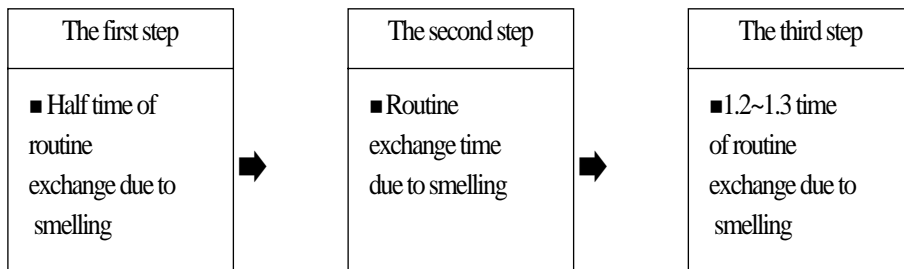 The first step
■ Half time of
routine
exchange due to
smelling
The second step
■ Routine
exchange time
due to smelling
The third step
■1.2~1.3 time
of routine
exchange due to
smelling